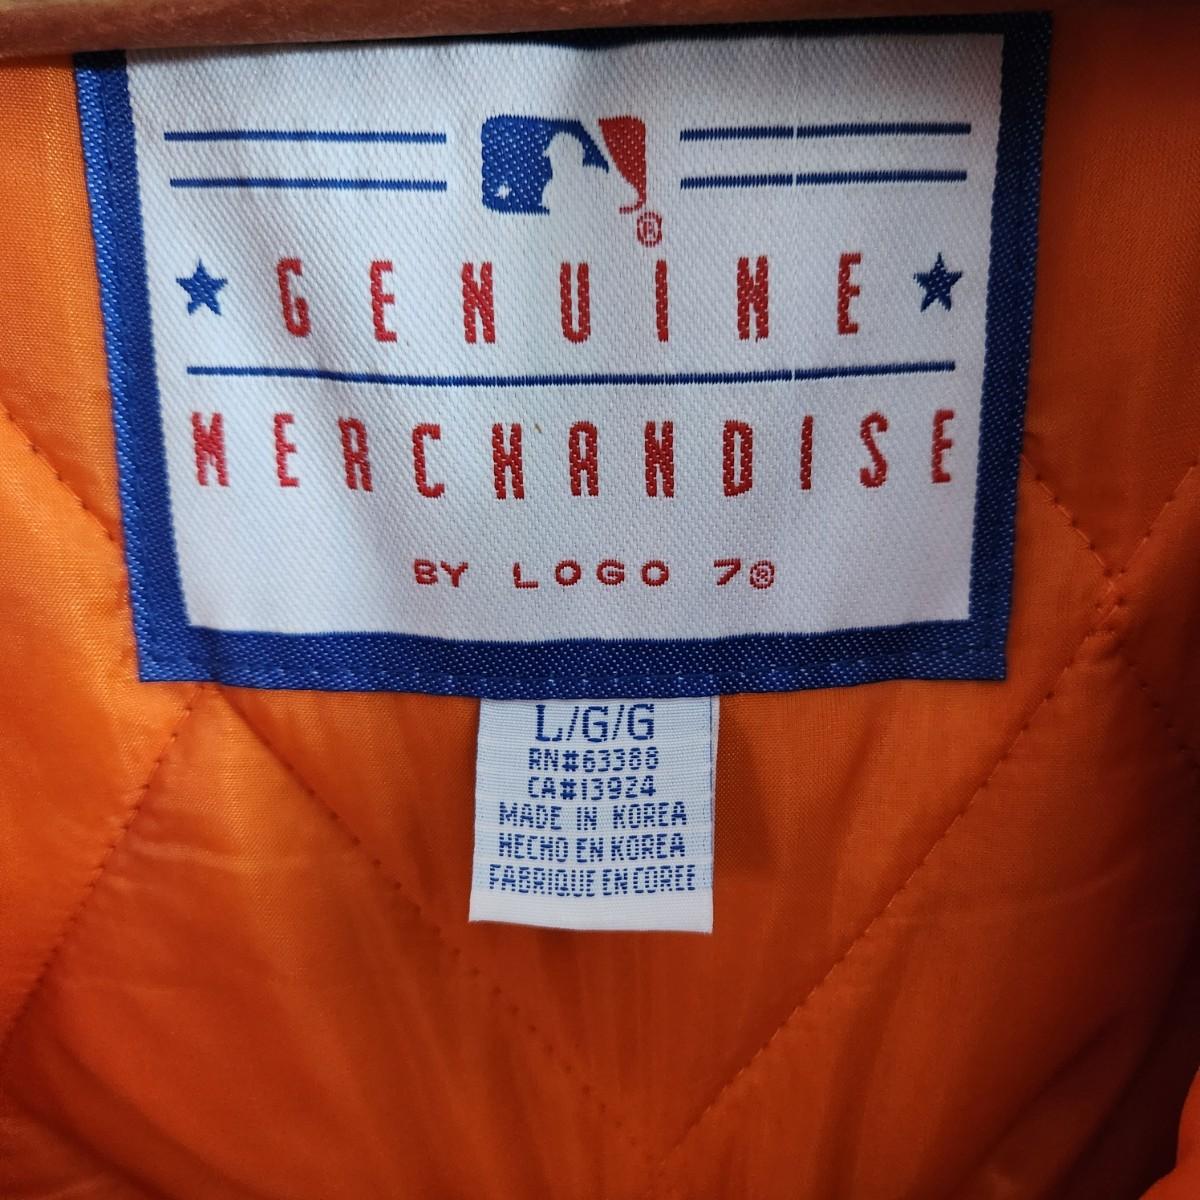 ®
GENUINE
MERCHANDISE
BY LOGO 7®
L/G/G
RN#63388
CA#13924
MADE IN KOREA
HECHO EN KOREA
FABRIQUE EN COREE